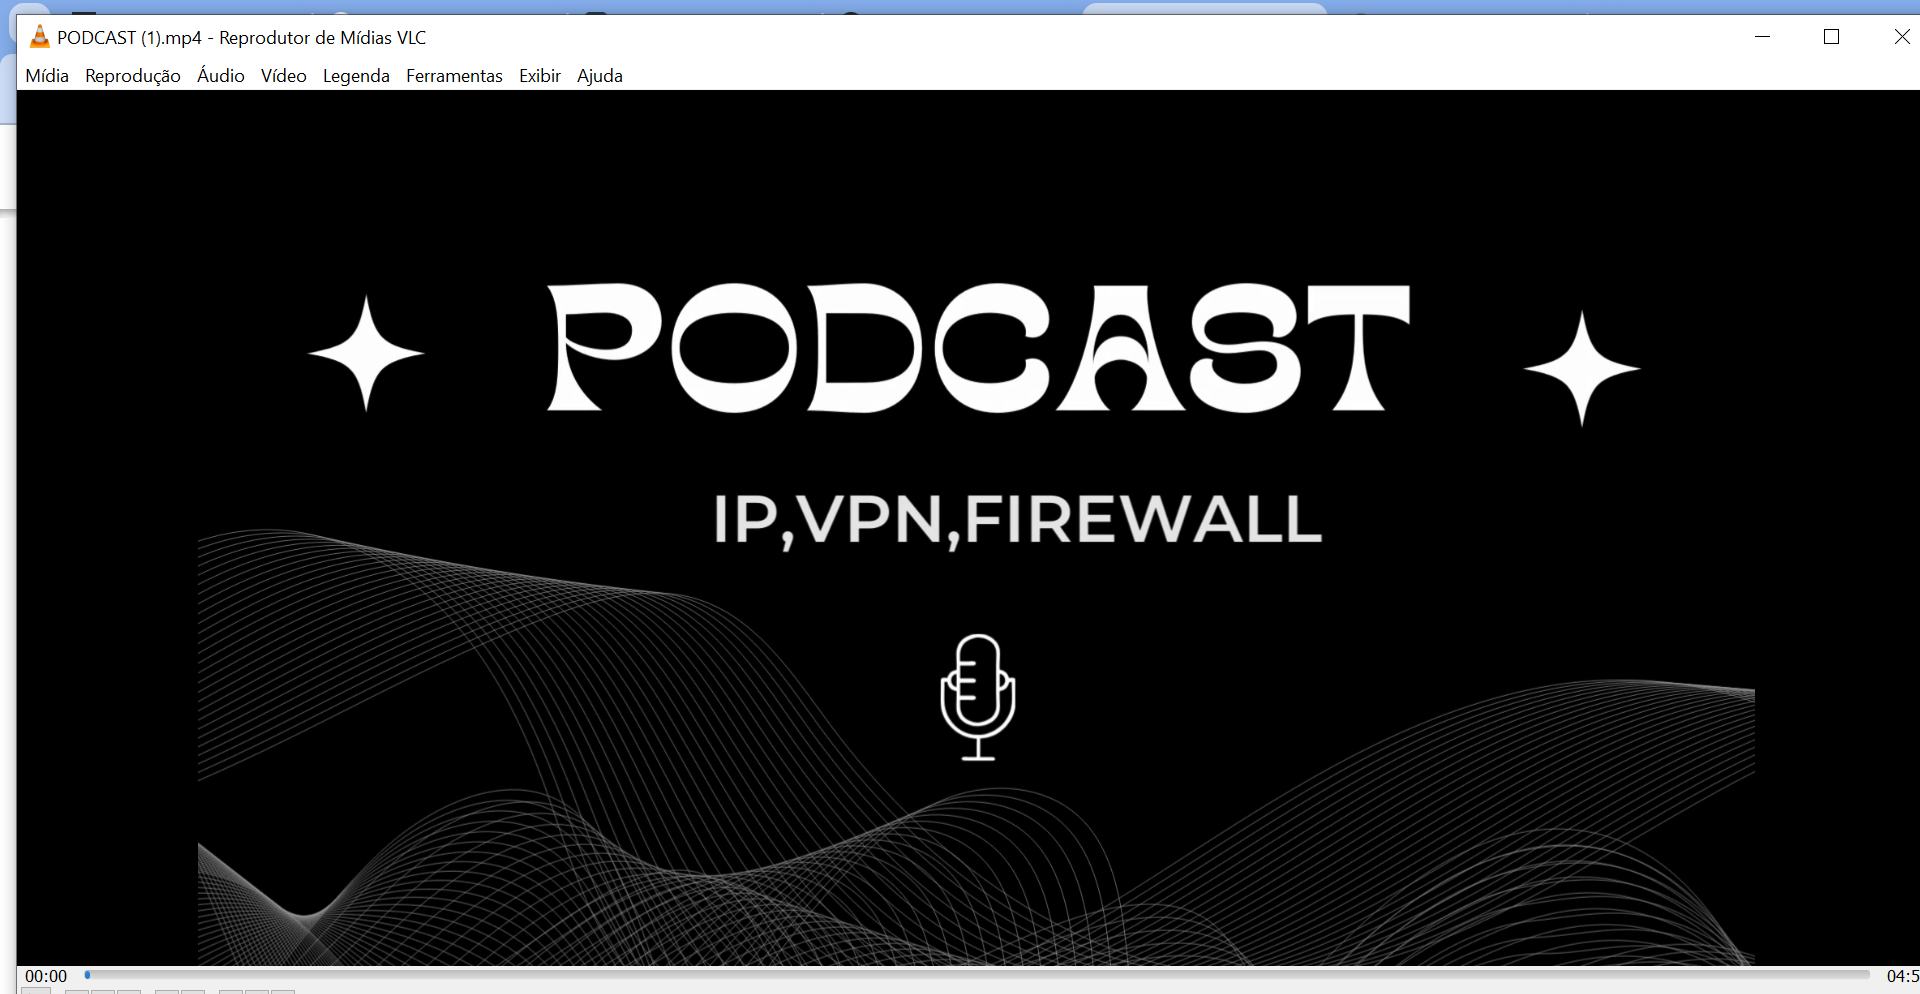 PODCAST (1).mp4 - Reprodutor de Mídias VLC
Mídia Reprodução Áudio Vídeo Legenda Ferramentas Exibir Ajuda
PODCAST
IP,VPN,FIREWALL
00:00 04:5